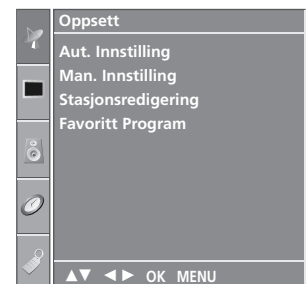 Oppsett
Aut. Innstilling
Man. Innstilling
Stasjonsredigering
Favoritt Program
▲▼ ◄► OK MENU